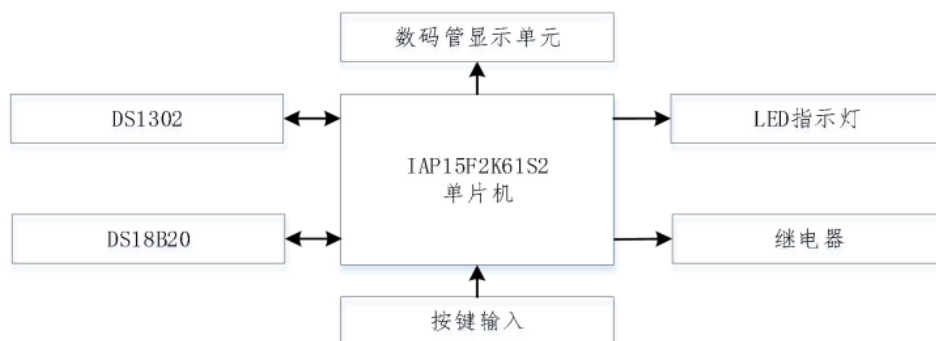 数码管显示单元
DS1302
IAP15F2K61S2
单片机
LED指示灯
DS18B20
继电器
按键输入